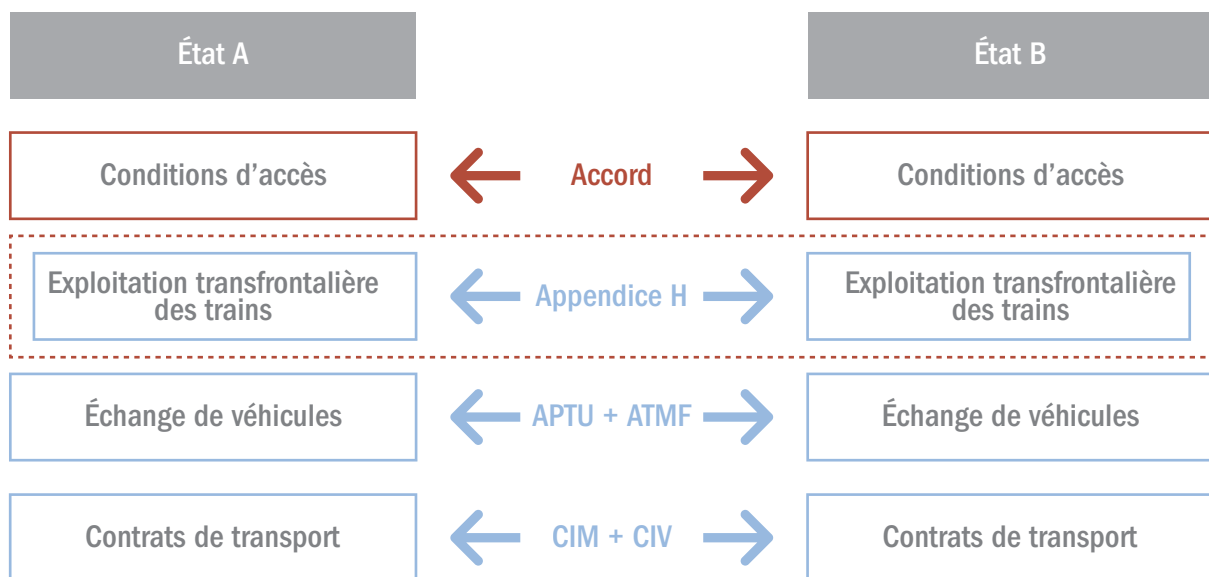 État A
État B
Conditions d’accès
Accord
Conditions d’accès
Exploitation transfrontalière
des trains
Appendice H
Exploitation transfrontalière
des trains
Échange de véhicules
APTU + ATMF
Échange de véhicules
Contrats de transport
CIM + CIV
Contrats de transport